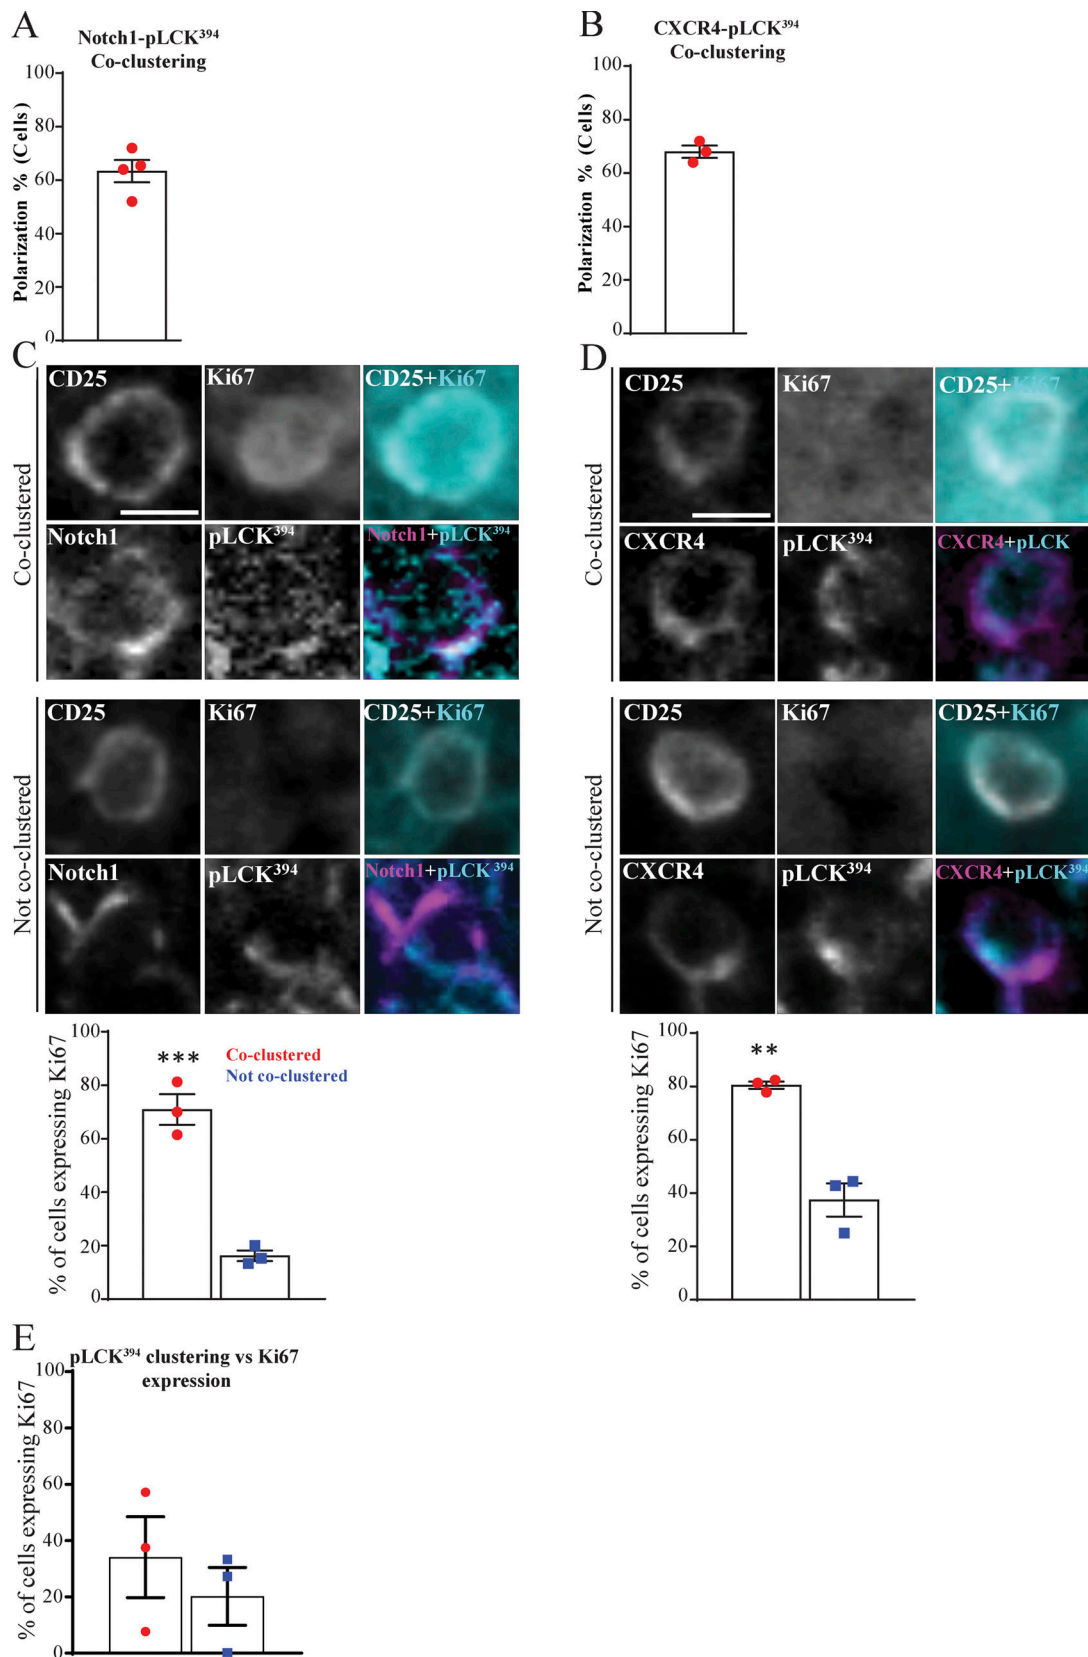 A
Notch1-pLCK³⁹⁴
Co-clustering
Polarization % (Cells)
100
80
60
40
20
0
B
CXCR4-pLCK³⁹⁴
Co-clustering
Polarization % (Cells)
100
80
60
40
20
0
C
Co-clustered
CD25
Ki67
CD25+Ki67
Notch1
pLCK³⁹⁴
Notch1+pLCK³⁹⁴
Not co-clustered
CD25
Ki67
CD25+Ki67
Notch1
pLCK³⁹⁴
Notch1+pLCK³⁹⁴
% of cells expressing Ki67
100
80
60
40
20
0
***
Co-clustered
Not co-clustered
D
Co-clustered
CD25
Ki67
CD25+Ki67
CXCR4
pLCK³⁹⁴
CXCR4+pLCK
Not co-clustered
CD25
Ki67
CD25+Ki67
CXCR4
pLCK³⁹⁴
CXCR4+pLCK³⁹⁴
% of cells expressing Ki67
100
80
60
40
20
0
**
E
pLCK³⁹⁴ clustering vs Ki67
expression
% of cells expressing Ki67
100
80
60
40
20
0